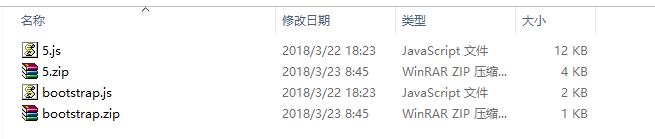 名称 修改日期 类型 大小
5.js 2018/3/22 18:23 JavaScript 文件 12 KB
5.zip 2018/3/23 8:45 WinRAR ZIP 压缩... 4 KB
bootstrap.js 2018/3/22 18:23 JavaScript 文件 2 KB
bootstrap.zip 2018/3/23 8:45 WinRAR ZIP 压缩... 1 KB